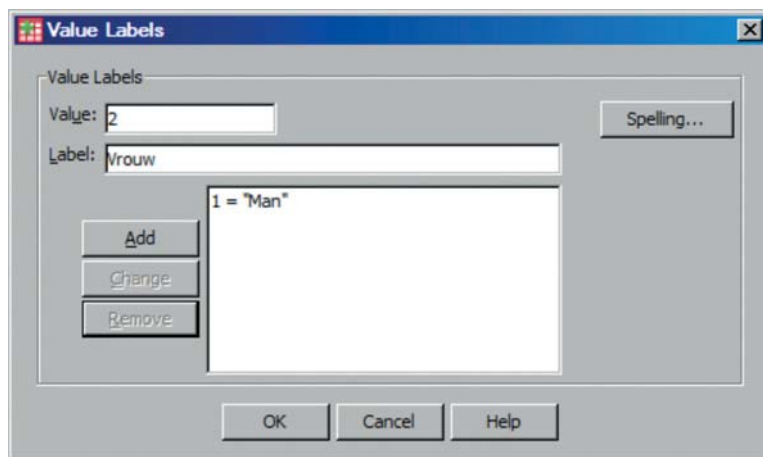 Value Labels
Value Labels
Value: 2
Spelling...
Label: Vrouw
1 = "Man"
Add
Change
Remove
OK Cancel Help